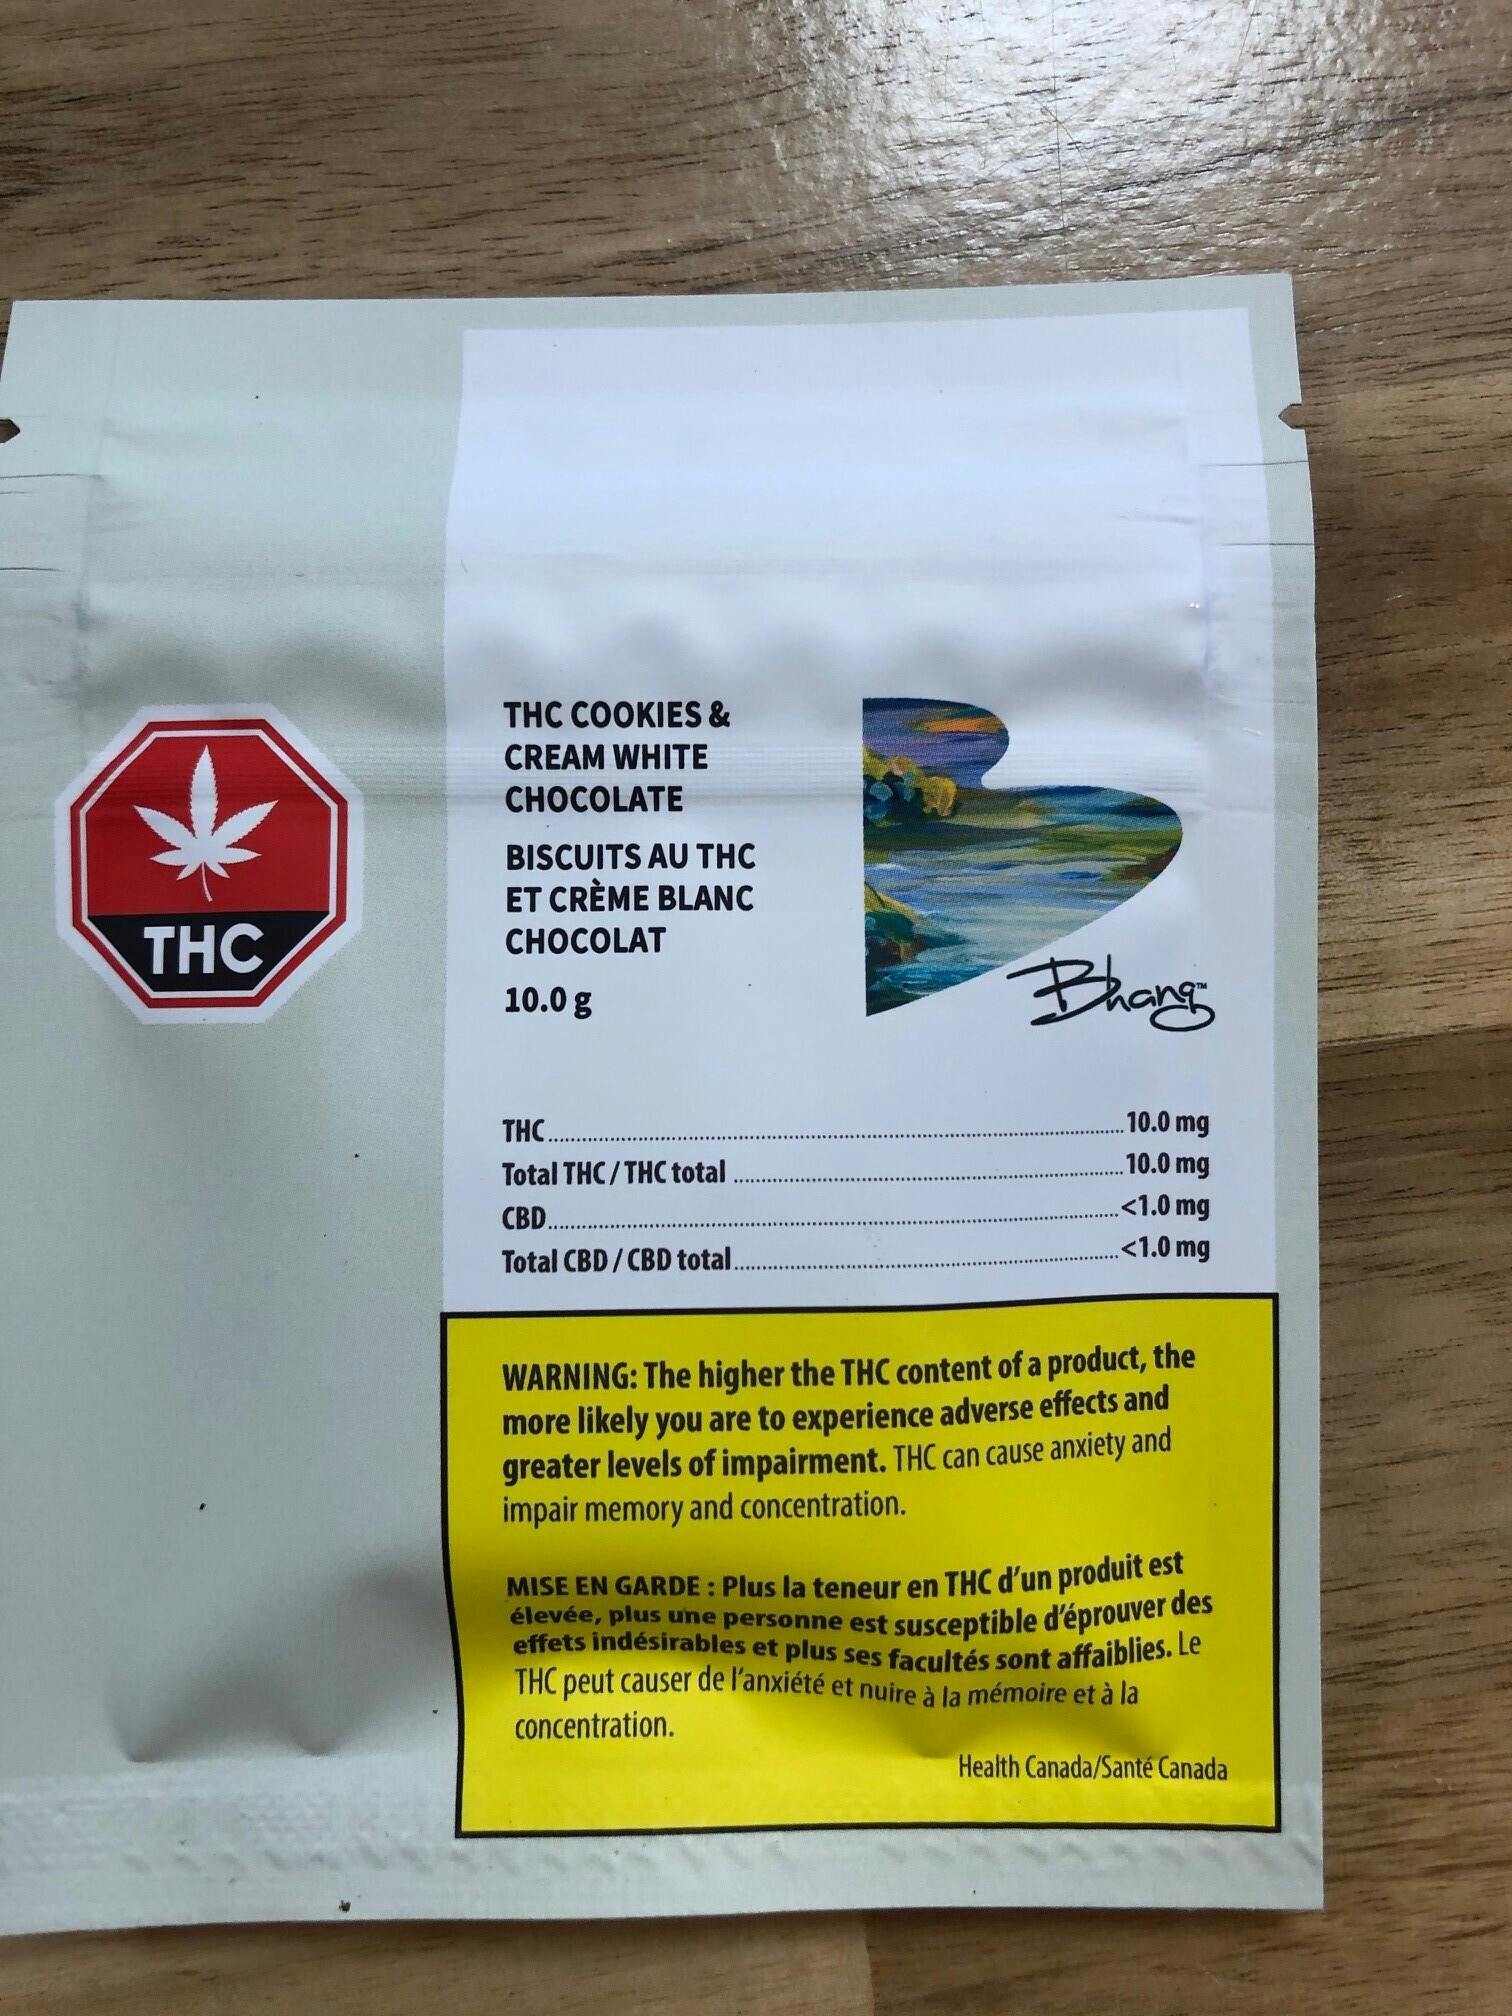 THC
THC COOKIES &
CREAM WHITE
CHOCOLATE
BISCUITS AU THC
ET CRÈME BLANC
CHOCOLAT
10.0 g
Bhang™
THC 10.0 mg
Total THC / THC total 10.0 mg
CBD <1.0 mg
Total CBD / CBD total <1.0 mg
WARNING: The higher the THC content of a product, the
more likely you are to experience adverse effects and
greater levels of impairment. THC can cause anxiety and
impair memory and concentration.
MISE EN GARDE : Plus la teneur en THC d'un produit est
élevée, plus une personne est susceptible d'éprouver des
effets indésirables et plus ses facultés sont affaiblies. Le
THC peut causer de l'anxiété et nuire à la mémoire et à la
concentration.
Health Canada/Santé Canada